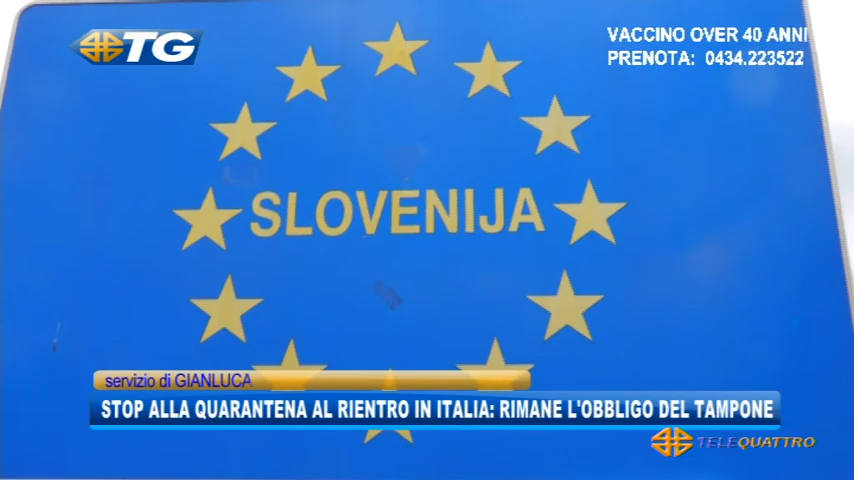 TG
VACCINO OVER 40 ANNI
PRENOTA: 0434.223522
SLOVENIJA
servizio di GIANLUCA
STOP ALLA QUARANTENA AL RIENTRO IN ITALIA: RIMANE L'OBBLIGO DEL TAMPONE
TELEQUATTRO